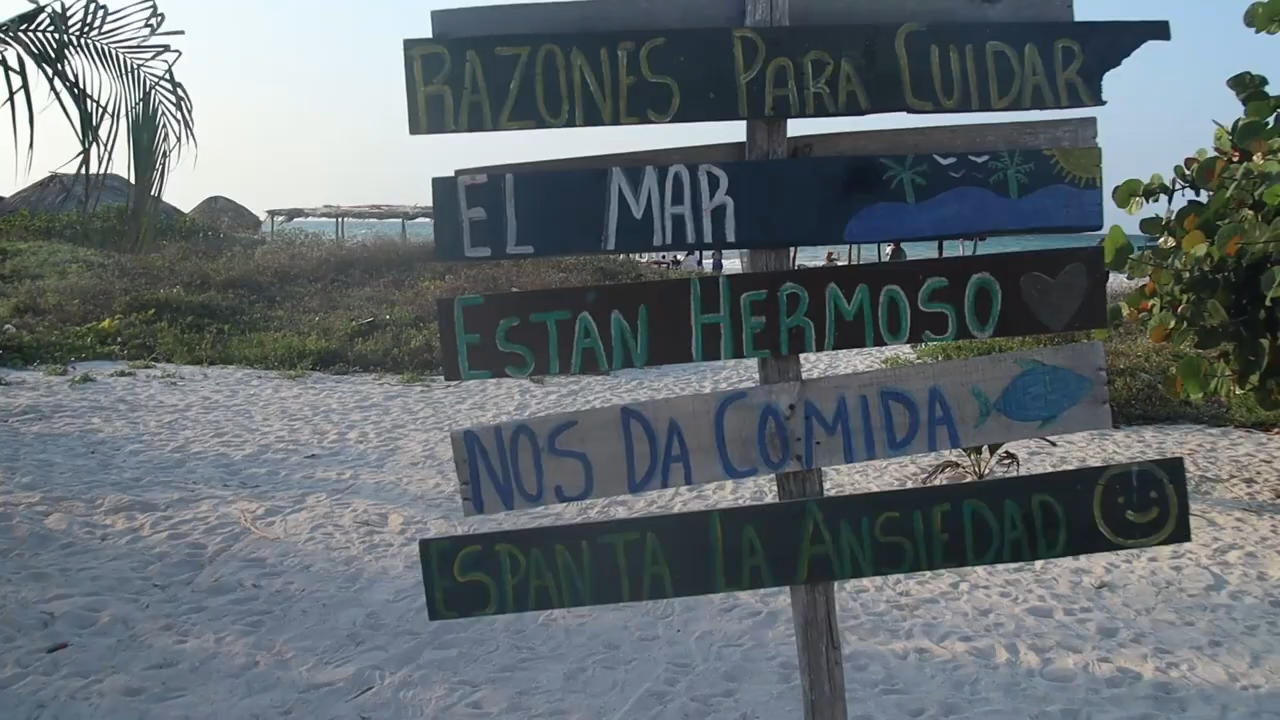 RAZONES PARA CUIDAR
EL MAR
ESTAN HERMOSO
NOS DA COMIDA
ESPANTA LA ANSIEDAD